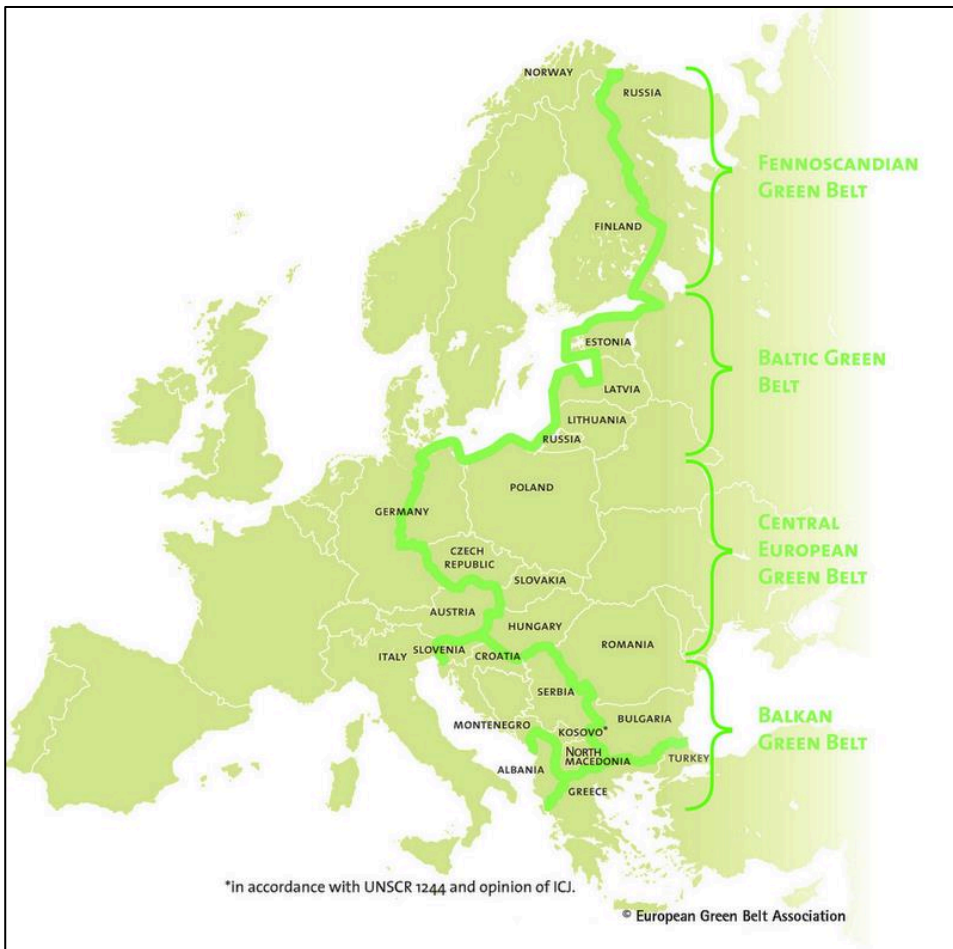 NORWAY
RUSSIA
FENNOSCANDIAN
GREEN BELT
FINLAND
ESTONIA
BALTIC GREEN
BELT
LATVIA
LITHUANIA
RUSSIA
POLAND
GERMANY
CENTRAL
EUROPEAN
GREEN BELT
CZECH
REPUBLIC
SLOVAKIA
AUSTRIA
HUNGARY
ROMANIA
ITALY
SLOVENIA
CROATIA
SERBIA
BULGARIA
MONTENEGRO
KOSOVO*
BALKAN
GREEN BELT
NORTH
MACEDONIA
TURKEY
ALBANIA
GREECE
*in accordance with UNSCR 1244 and opinion of ICJ.
© European Green Belt Association